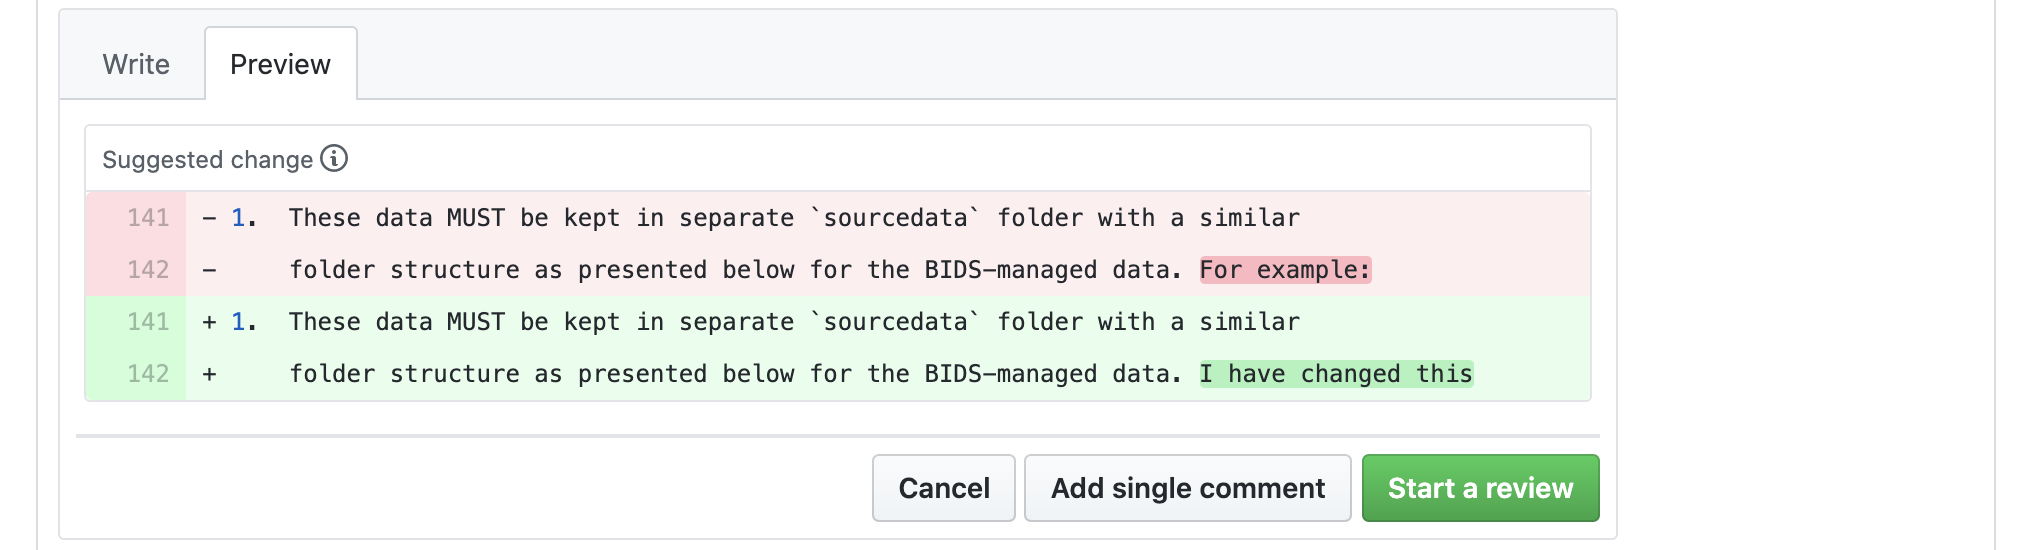 Write Preview
Suggested change
141 - 1. These data MUST be kept in separate `sourcedata` folder with a similar
142 - folder structure as presented below for the BIDS-managed data. For example:
141 + 1. These data MUST be kept in separate `sourcedata` folder with a similar
142 + folder structure as presented below for the BIDS-managed data. I have changed this
Cancel Add single comment Start a review